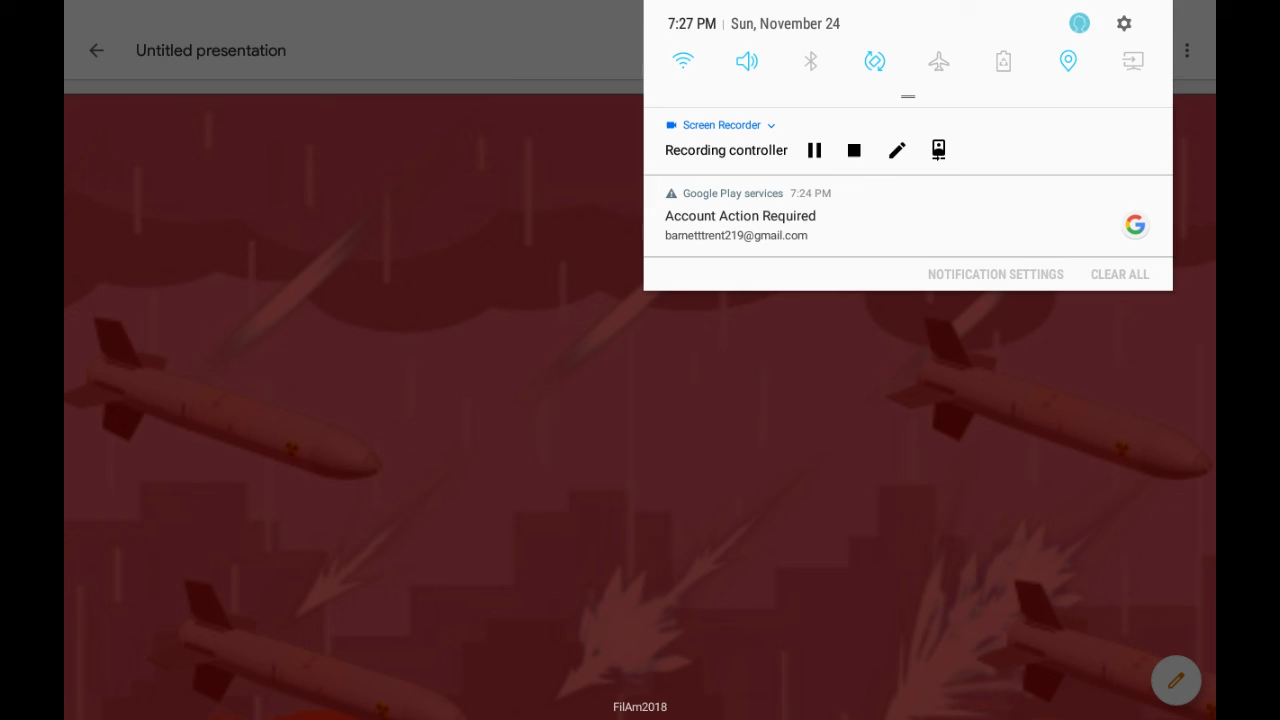 7:27 PM | Sun, November 24
Untitled presentation
Screen Recorder
Recording controller
Google Play services 7:24 PM
Account Action Required
barnetttrent219@gmail.com
NOTIFICATION SETTINGS CLEAR ALL
FilAm2018